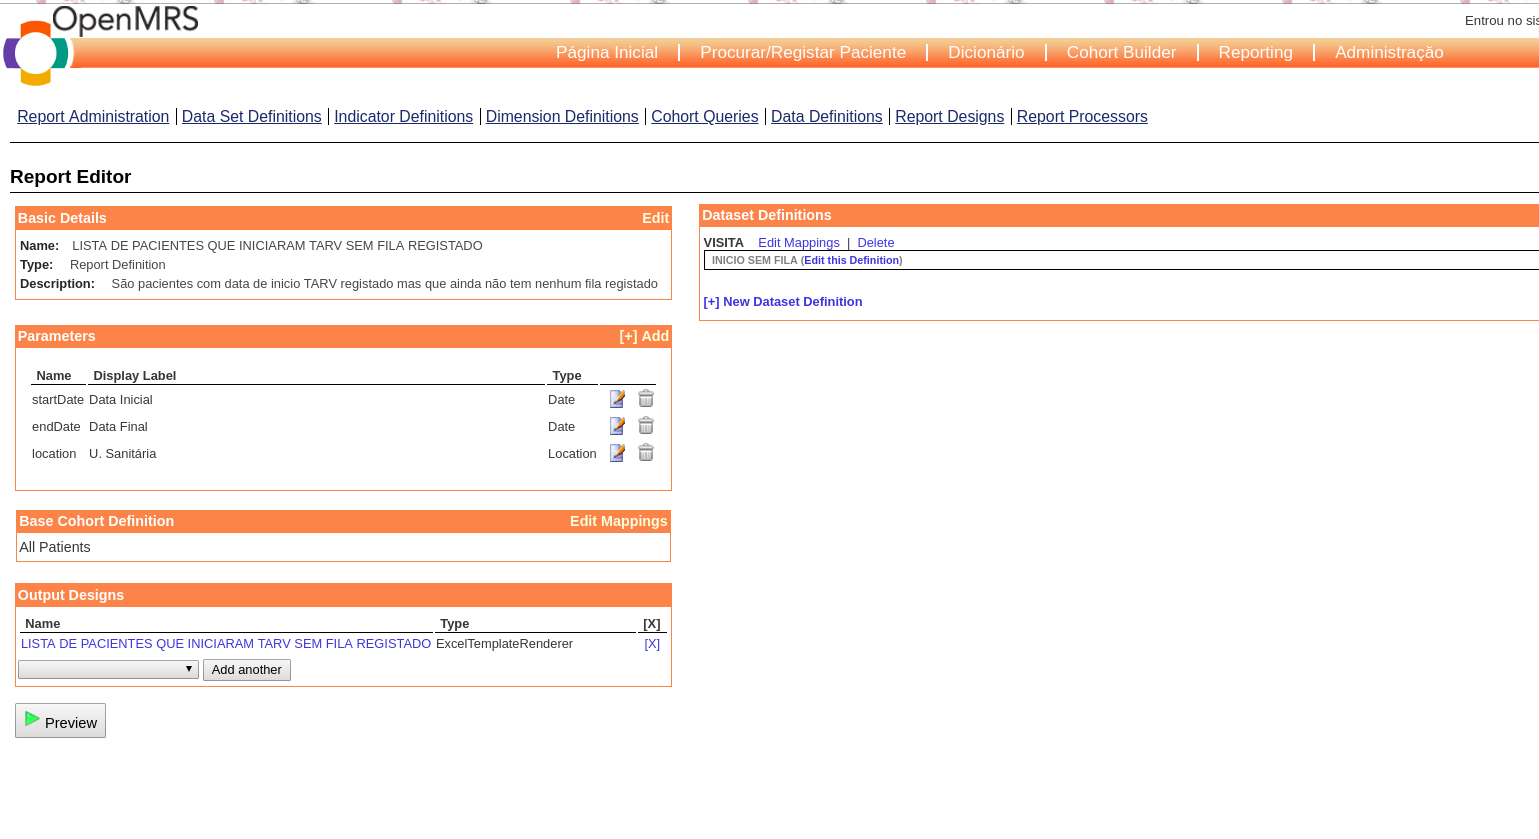 OpenMRS
Entrou no sis
Página Inicial | Procurar/Registar Paciente | Dicionário | Cohort Builder | Reporting | Administração
Report Administration | Data Set Definitions | Indicator Definitions | Dimension Definitions | Cohort Queries | Data Definitions | Report Designs | Report Processors
Report Editor
Basic Details Edit
Name: LISTA DE PACIENTES QUE INICIARAM TARV SEM FILA REGISTADO
Type: Report Definition
Description: São pacientes com data de inicio TARV registado mas que ainda não tem nenhum fila registado
Parameters [+] Add
Name Display Label Type
startDate Data Inicial Date
endDate Data Final Date
location U. Sanitária Location
Base Cohort Definition Edit Mappings
All Patients
Output Designs
Name Type [X]
LISTA DE PACIENTES QUE INICIARAM TARV SEM FILA REGISTADO ExcelTemplateRenderer [X]
Add another
Preview
Dataset Definitions
VISITA Edit Mappings | Delete
INICIO SEM FILA (Edit this Definition)
[+] New Dataset Definition